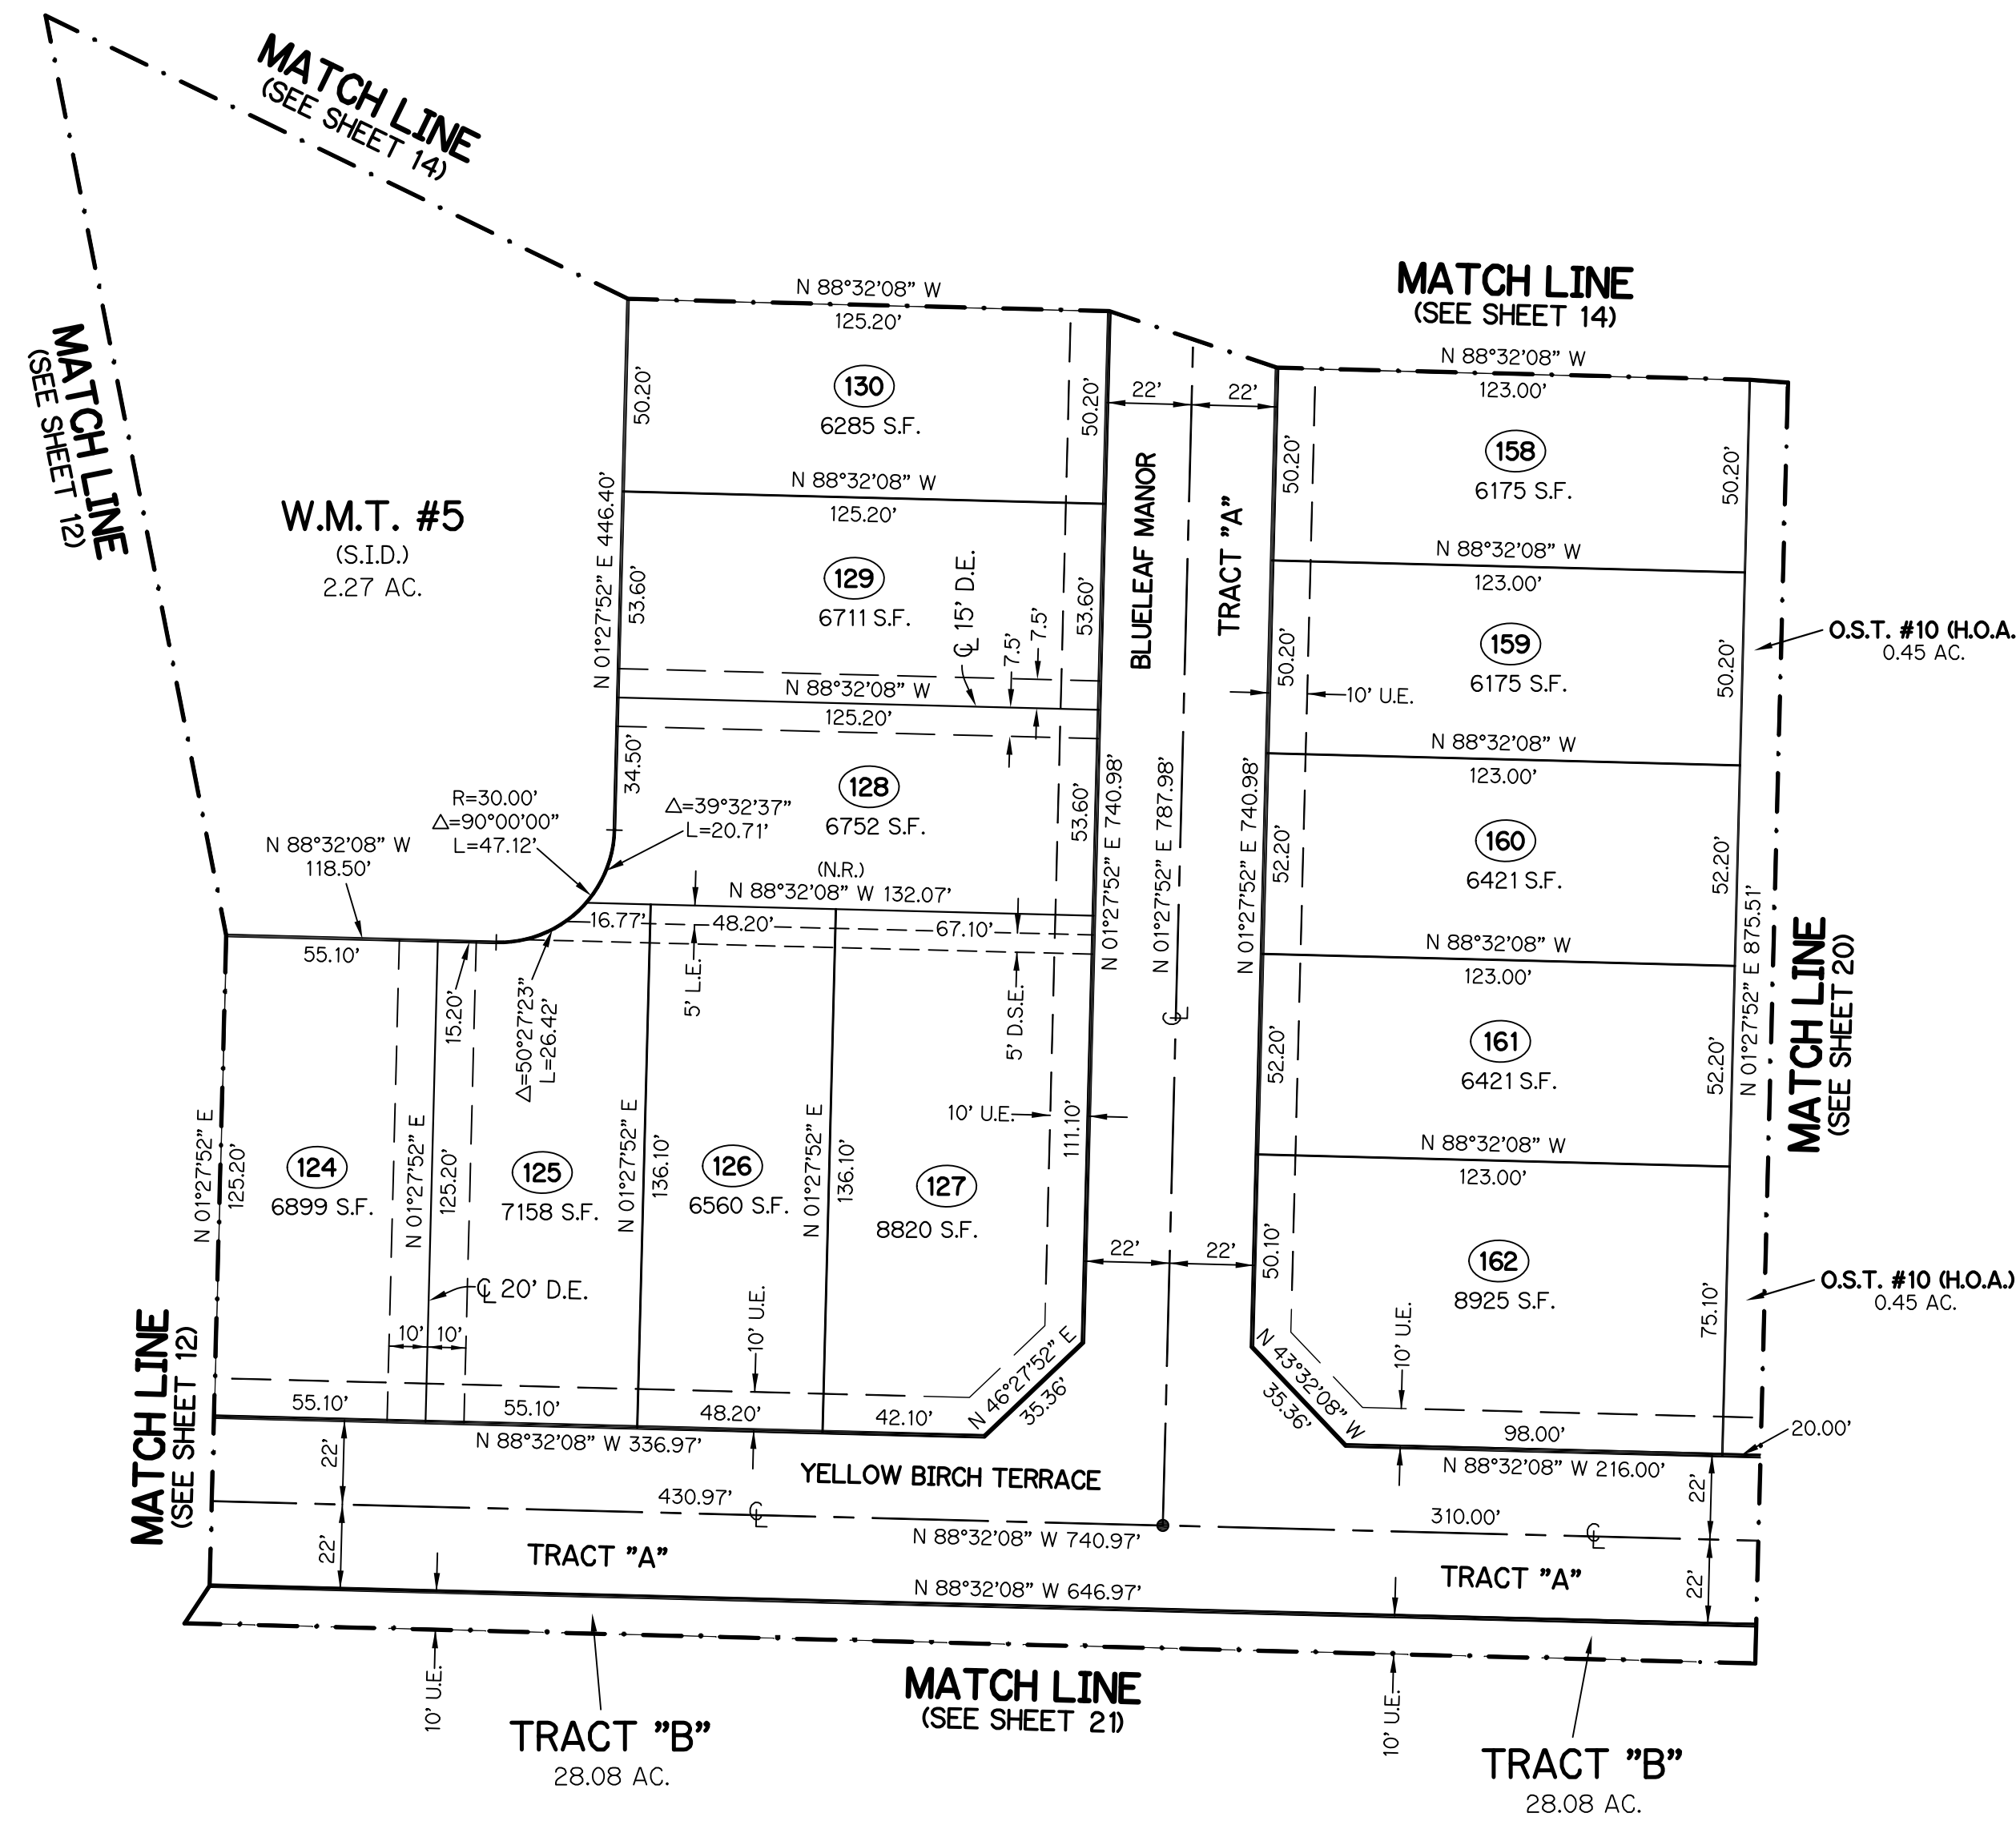 MATCH LINE
(SEE SHEET 14)
MATCH LINE
(SEE SHEET 12)
W.M.T. #5
(S.I.D.)
2.27 AC.
N 88°32'08" W
125.20'
50.20'
130
6285 S.F.
50.20'
N 01°27'52" E 446.40'
N 88°32'08" W
125.20'
53.60'
129
6711 S.F.
53.60'
℄ 15' D.E.
7.5'
7.5'
N 88°32'08" W
125.20'
34.50'
128
6752 S.F.
53.60'
R=30.00'
△=90°00'00"
L=47.12'
△=39°32'37"
L=20.71'
(N.R.)
N 88°32'08" W 132.07'
16.77'
48.20'
67.10'
N 88°32'08" W
118.50'
55.10'
15.20'
△=50°27'23"
L=26.42'
5' L.E.
5' D.S.E.
N 01°27'52" E
125.20'
124
6899 S.F.
N 01°27'52" E
125.20'
125
7158 S.F.
N 01°27'52" E
136.10'
126
6560 S.F.
N 01°27'52" E
136.10'
127
8820 S.F.
10' U.E.
111.10'
℄ 20' D.E.
10'
10'
10' U.E.
55.10'
55.10'
48.20'
42.10'
N 46°27'52" E
35.36'
N 88°32'08" W 336.97'
22'
22'
BLUELEAF MANOR
TRACT "A"
N 01°27'52" E 740.98'
N 01°27'52" E 787.98'
N 01°27'52" E 740.98'
℄
22'
22'
MATCH LINE
(SEE SHEET 14)
N 88°32'08" W
123.00'
50.20'
158
6175 S.F.
50.20'
N 88°32'08" W
123.00'
50.20'
159
6175 S.F.
50.20'
10' U.E.
O.S.T. #10 (H.O.A.
0.45 AC.
N 88°32'08" W
123.00'
52.20'
160
6421 S.F.
52.20'
N 88°32'08" W
123.00'
52.20'
161
6421 S.F.
52.20'
N 01°27'52" E 875.51'
MATCH LINE
(SEE SHEET 20)
N 88°32'08" W
123.00'
50.10'
162
8925 S.F.
75.10'
10' U.E.
O.S.T. #10 (H.O.A.)
0.45 AC.
N 43°32'08" W
35.36'
98.00'
20.00'
N 88°32'08" W 216.00'
MATCH LINE
(SEE SHEET 12)
22'
22'
YELLOW BIRCH TERRACE
430.97'
℄
N 88°32'08" W 740.97'
310.00'
℄
22'
22'
TRACT "A"
TRACT "A"
N 88°32'08" W 646.97'
10' U.E.
10' U.E.
MATCH LINE
(SEE SHEET 21)
TRACT "B"
28.08 AC.
TRACT "B"
28.08 AC.